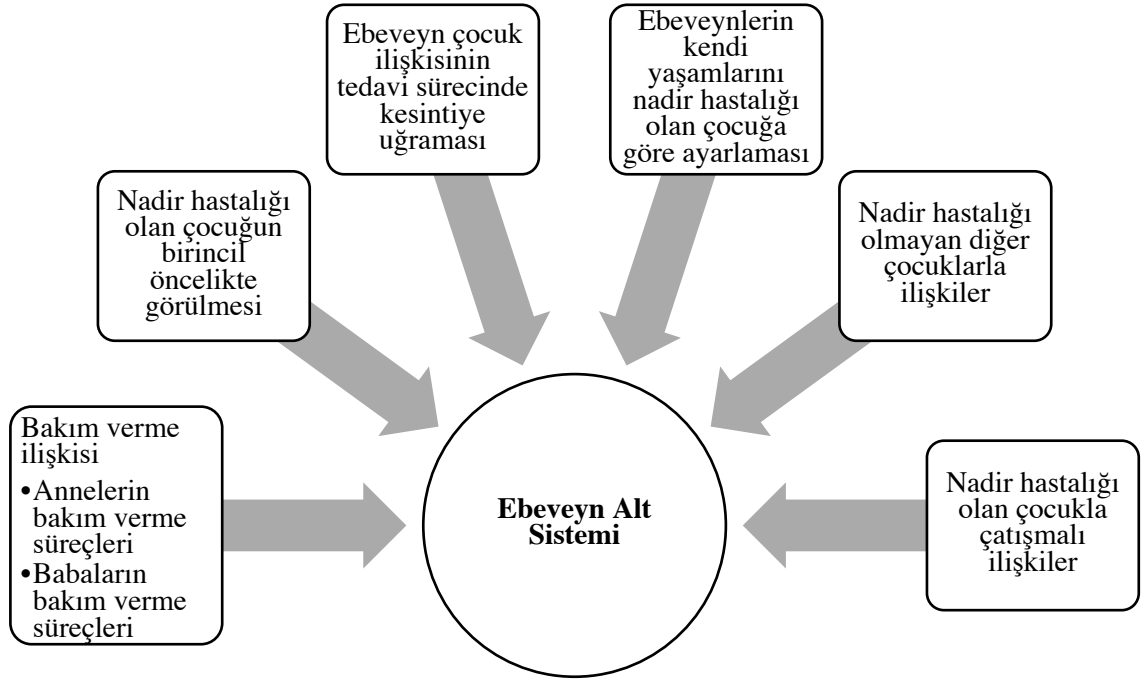 Bakım verme
ilişkisi
•Annelerin
bakım verme
süreçleri
•Babaların
bakım verme
süreçleri
Nadir hastalığı
olan çocuğun
birincil
öncelikte
görülmesi
Ebeveyn çocuk
ilişkisinin
tedavi sürecinde
kesintiye
uğraması
Ebeveynlerin
kendi
yaşamlarını
nadir hastalığı
olan çocuğa
göre ayarlaması
Nadir hastalığı
olmayan diğer
çocuklarla
ilişkiler
Nadir hastalığı
olan çocukla
çatışmalı
ilişkiler
Ebeveyn Alt
Sistemi